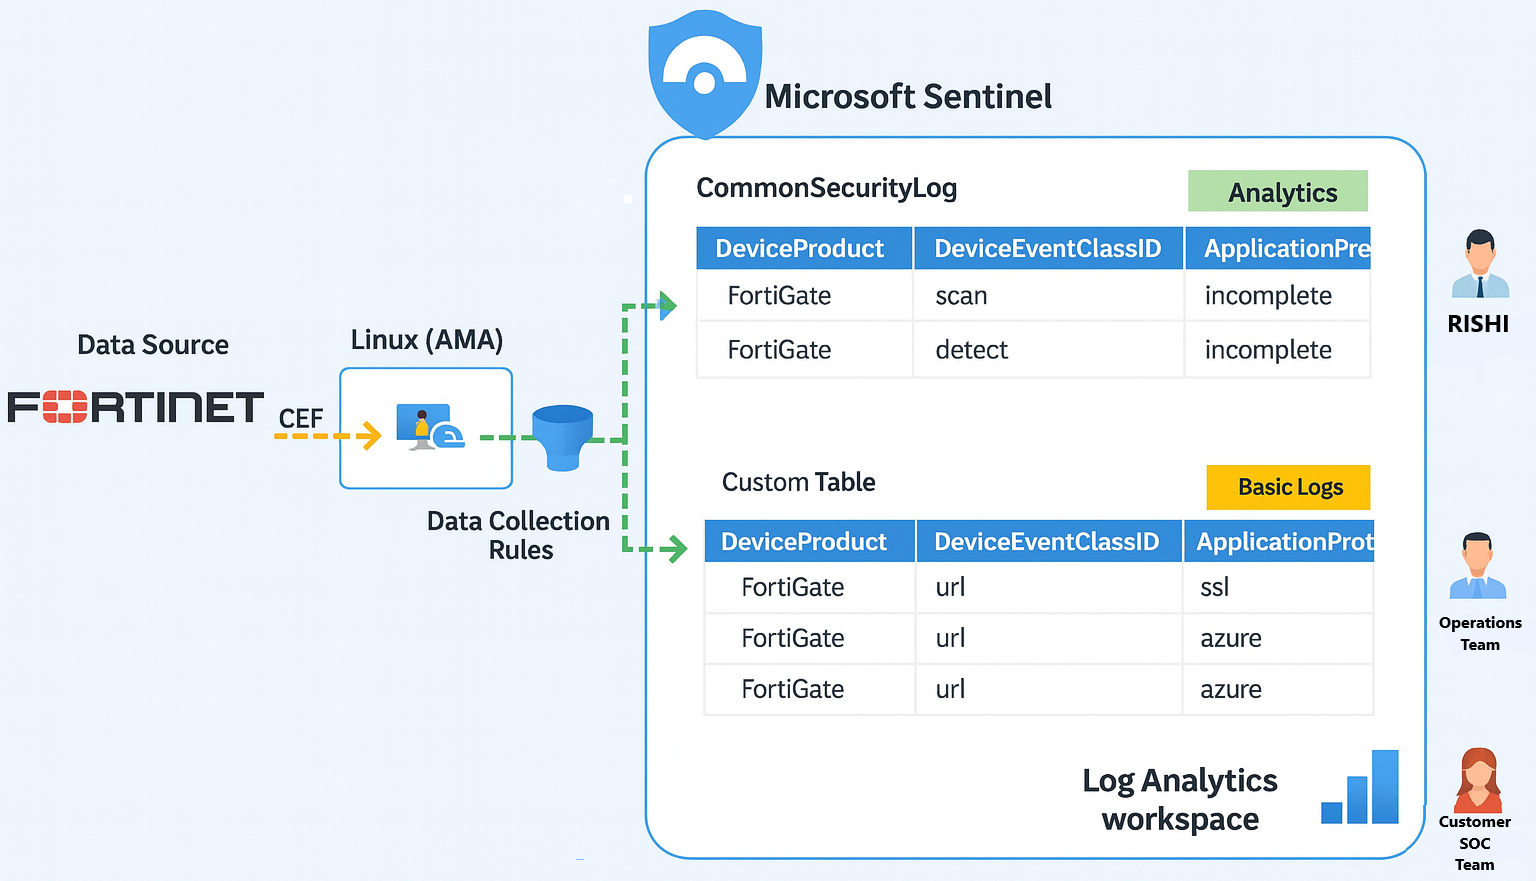 Microsoft Sentinel
CommonSecurityLog
Analytics
DeviceProduct DeviceEventClassID ApplicationPre
FortiGate scan incomplete
FortiGate detect incomplete
RISHI
Data Source
Linux (AMA)
FORTINET
CEF
Data Collection
Rules
Custom Table
Basic Logs
DeviceProduct DeviceEventClassID ApplicationProt
FortiGate url ssl
FortiGate url azure
FortiGate url azure
Operations
Team
Log Analytics
workspace
Customer
SOC
Team